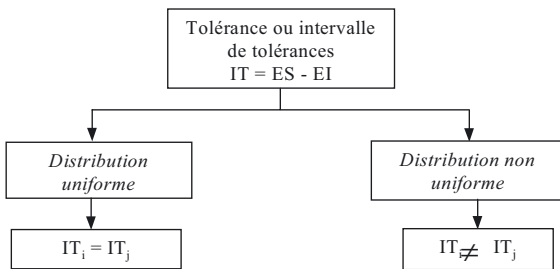 Tolérance ou intervalle
de tolérances
IT = ES - EI
Distribution
uniforme
Distribution non
uniforme
ITᵢ = ITⱼ
ITᵢ ≠ ITⱼ